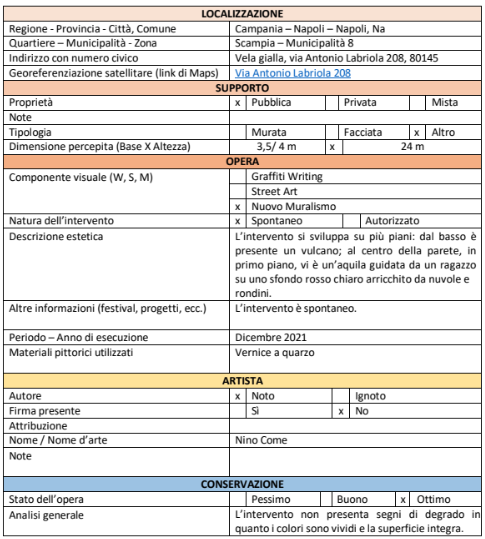 LOCALIZZAZIONE
Regione - Provincia - Città, Comune Campania – Napoli – Napoli, Na
Quartiere – Municipalità - Zona Scampia – Municipalità 8
Indirizzo con numero civico Vela gialla, via Antonio Labriola 208, 80145
Georeferenziazione satellitare (link di Maps) Via Antonio Labriola 208
SUPPORTO
Proprietà x Pubblica Privata Mista
Note
Tipologia Murata Facciata x Altro
Dimensione percepita (Base X Altezza) 3,5/ 4 m x 24 m
OPERA
Componente visuale (W, S, M) Graffiti Writing
Street Art
x Nuovo Muralismo
Natura dell'intervento x Spontaneo Autorizzato
Descrizione estetica L'intervento si sviluppa su più piani: dal basso è
presente un vulcano; al centro della parete, in
primo piano, vi è un'aquila guidata da un ragazzo
su uno sfondo rosso chiaro arricchito da nuvole e
rondini.
Altre informazioni (festival, progetti, ecc.) L'intervento è spontaneo.
Periodo – Anno di esecuzione Dicembre 2021
Materiali pittorici utilizzati Vernice a quarzo
ARTISTA
Autore x Noto Ignoto
Firma presente Sì x No
Attribuzione
Nome / Nome d'arte Nino Come
Note
CONSERVAZIONE
Stato dell'opera Pessimo Buono x Ottimo
Analisi generale L'intervento non presenta segni di degrado in
quanto i colori sono vividi e la superficie integra.